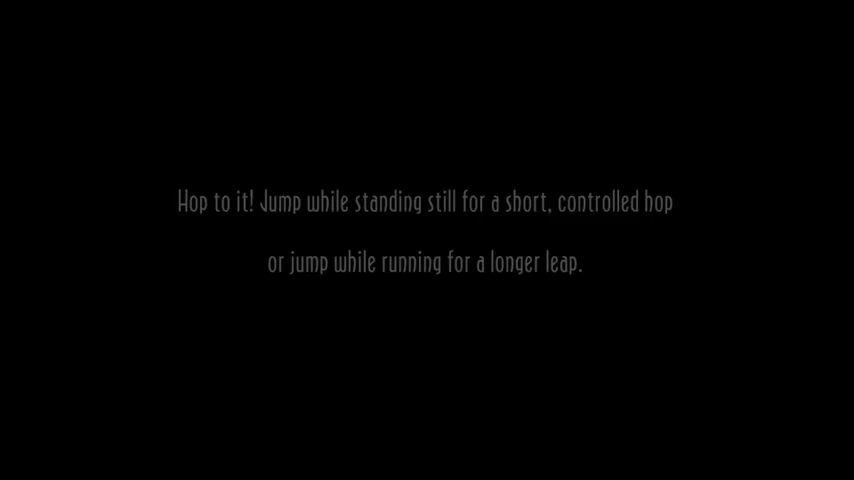 Hop to it! Jump while standing still for a short, controlled hop
or jump while running for a longer leap.